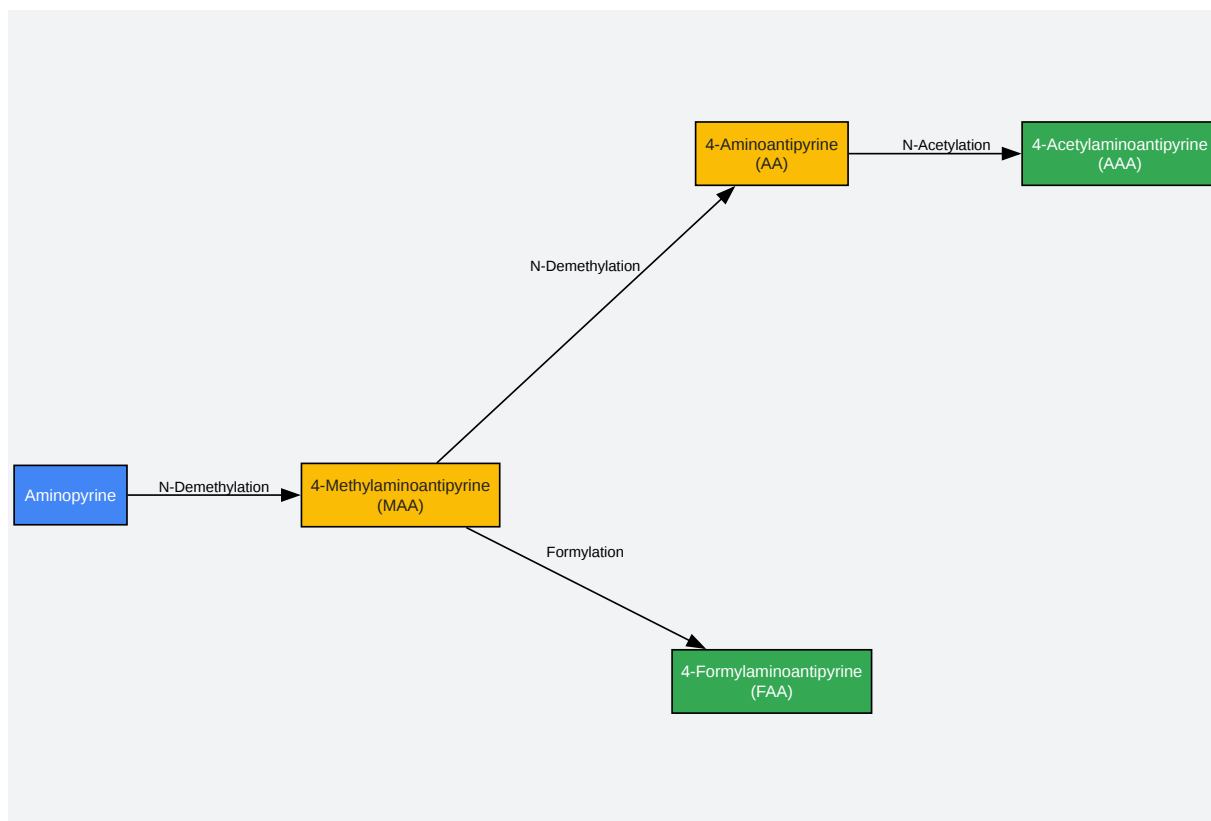 4-Aminoantipyrine
(AA)
N-Acetylation
4-Acetylaminoantipyrine
(AAA)
N-Demethylation
Aminopyrine
N-Demethylation
4-Methylaminoantipyrine
(MAA)
Formylation
4-Formylaminoantipyrine
(FAA)